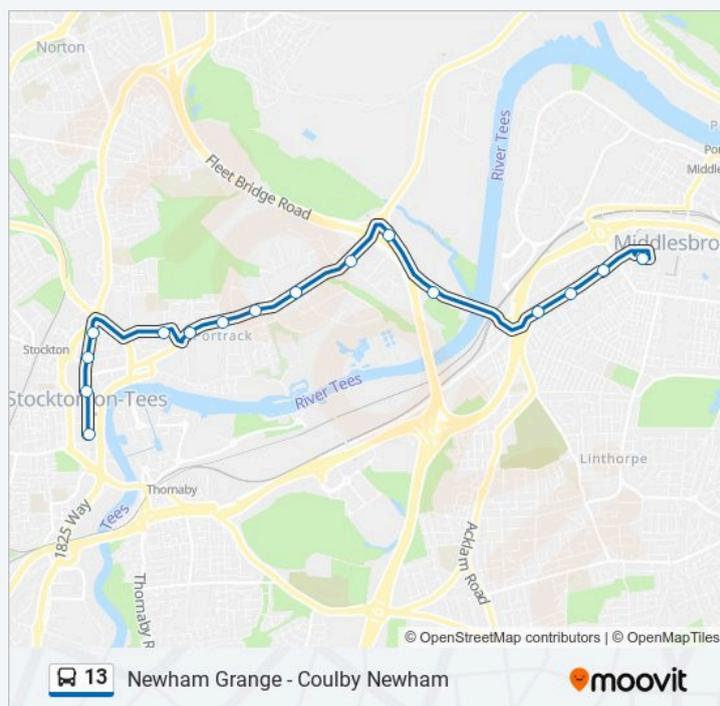 Norton
River Tees
Fleet Bridge Road
Middlesbro
Portrack
Stockton
Stockton-on-Tees
River Tees
Linthorpe
Thornaby
1825 Way
Tees
Acklam Road
Thornaby R
© OpenStreetMap contributors | © OpenMapTiles
13 Newham Grange - Coulby Newham moovit